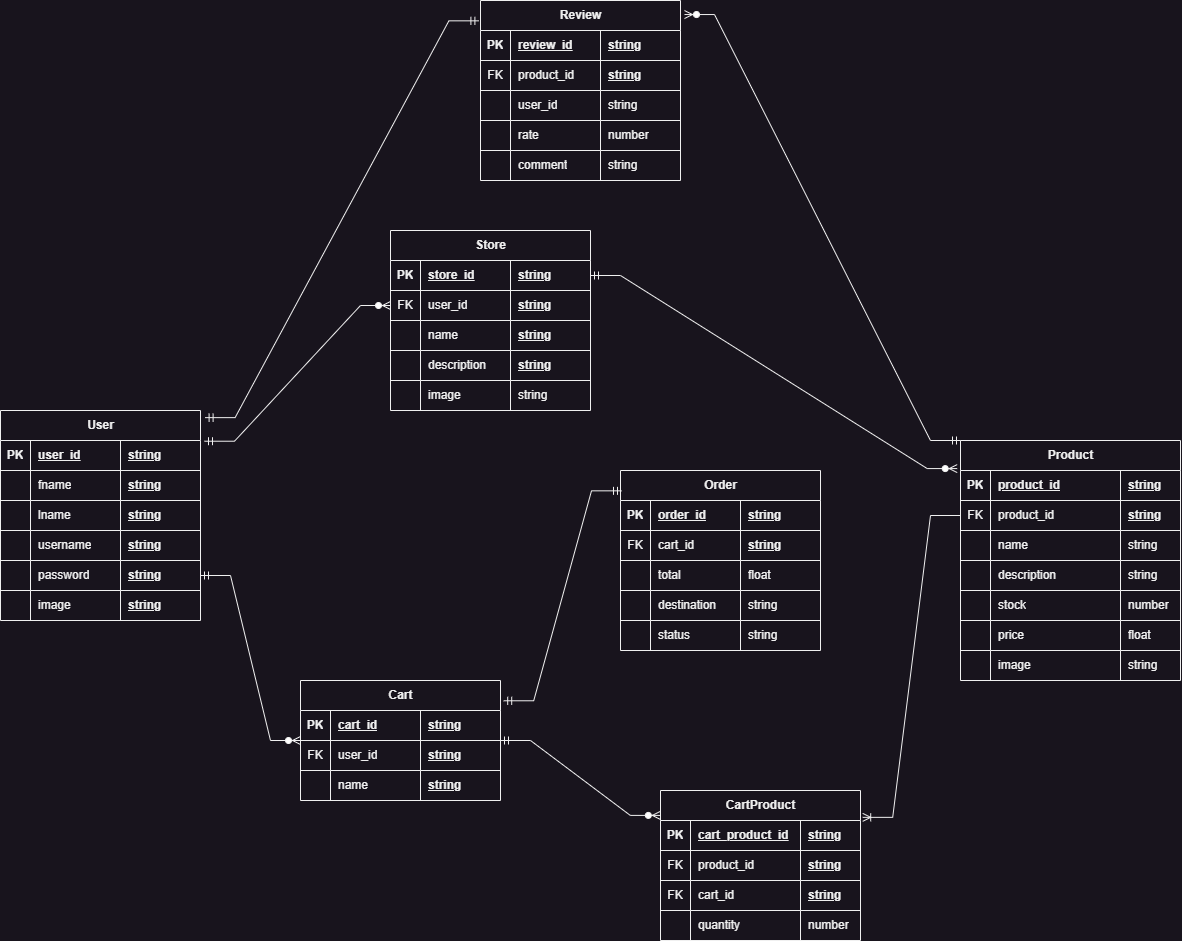 Review
PK review_id string
FK product_id string
user_id string
rate number
comment string
Store
PK store_id string
FK user_id string
name string
description string
image string
User
PK user_id string
fname string
lname string
username string
password string
image string
Order
PK order_id string
FK cart_id string
total float
destination string
status string
Product
PK product_id string
FK product_id string
name string
description string
stock number
price float
image string
Cart
PK cart_id string
FK user_id string
name string
CartProduct
PK cart_product_id string
FK product_id string
FK cart_id string
quantity number